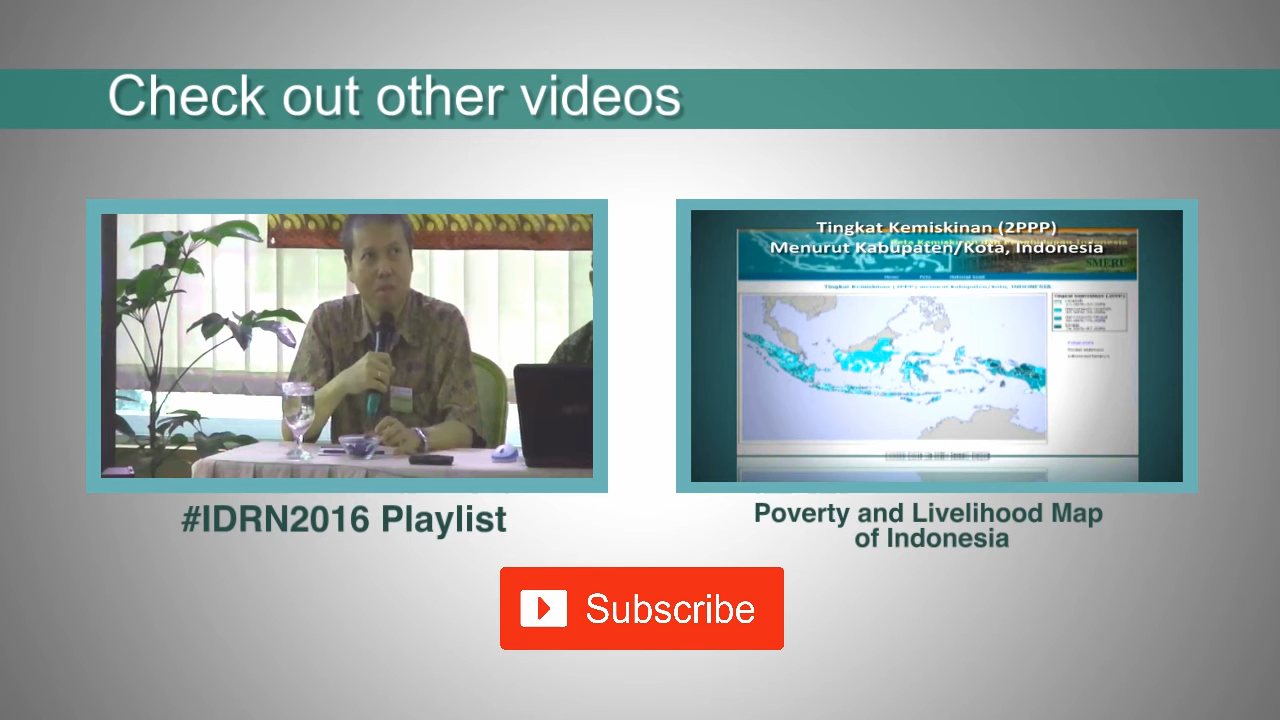 Check out other videos
Tingkat Kemiskinan (2PPP)
Menurut Kabupaten/Kota, Indonesia
SMERU
#IDRN2016 Playlist
Poverty and Livelihood Map
of Indonesia
Subscribe